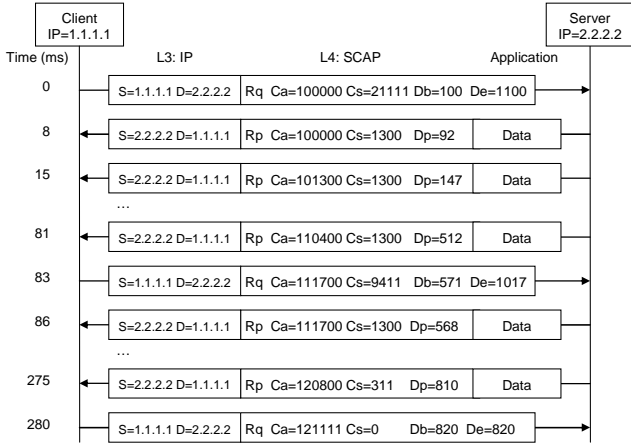 Client
IP=1.1.1.1
Server
IP=2.2.2.2
Time (ms)
L3: IP
L4: SCAP
Application
0
S=1.1.1.1 D=2.2.2.2
Rq Ca=100000 Cs=21111 Db=100 De=1100
8
S=2.2.2.2 D=1.1.1.1
Rp Ca=100000 Cs=1300 Dp=92
Data
15
S=2.2.2.2 D=1.1.1.1
Rp Ca=101300 Cs=1300 Dp=147
Data
…
81
S=2.2.2.2 D=1.1.1.1
Rp Ca=110400 Cs=1300 Dp=512
Data
83
S=1.1.1.1 D=2.2.2.2
Rq Ca=111700 Cs=9411 Db=571 De=1017
86
S=2.2.2.2 D=1.1.1.1
Rp Ca=111700 Cs=1300 Dp=568
Data
…
275
S=2.2.2.2 D=1.1.1.1
Rp Ca=120800 Cs=311 Dp=810
Data
280
S=1.1.1.1 D=2.2.2.2
Rq Ca=121111 Cs=0 Db=820 De=820